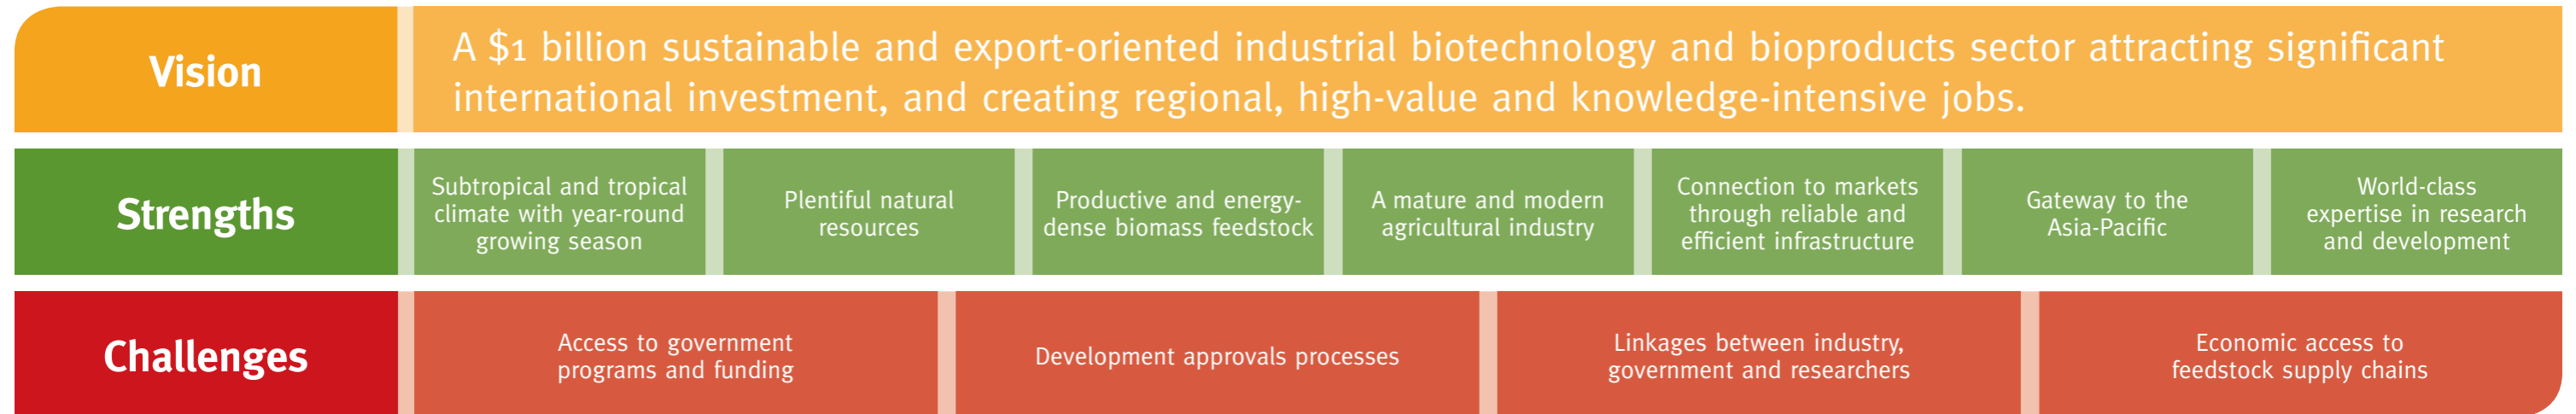 Vision
A $1 billion sustainable and export-oriented industrial biotechnology and bioproducts sector attracting significant
international investment, and creating regional, high-value and knowledge-intensive jobs.
Strengths
Subtropical and tropical
climate with year-round
growing season
Plentiful natural
resources
Productive and energy-
dense biomass feedstock
A mature and modern
agricultural industry
Connection to markets
through reliable and
efficient infrastructure
Gateway to the
Asia-Pacific
World-class
expertise in research
and development
Challenges
Access to government
programs and funding
Development approvals processes
Linkages between industry,
government and researchers
Economic access to
feedstock supply chains